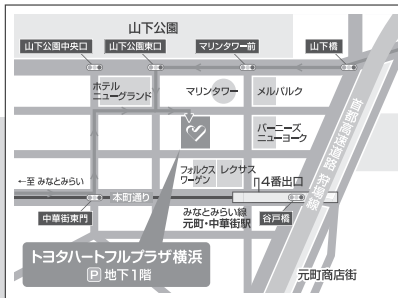 山下公園
山下公園中央口
山下公園東口
マリンタワー前
山下橋
ホテル
ニューグランド
マリンタワー
メルパルク
首都高速道路 狩場線
バーニーズ
ニューヨーク
フォルクス
ワーゲン
レクサス
←至 みなとみらい
4番出口
本町通り
中華街東門
みなとみらい線
元町・中華街駅
谷戸橋
トヨタハートフルプラザ横浜
P 地下1階
元町商店街